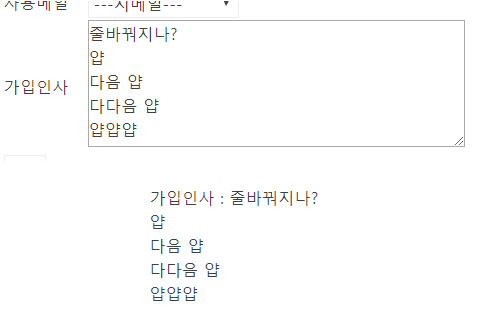 사용메일 ---지메일---
줄바꿔지나?
얍
가입인사
다음 얍
다다음 얍
얍얍얍
가입인사 : 줄바꿔지나?
얍
다음 얍
다다음 얍
얍얍얍